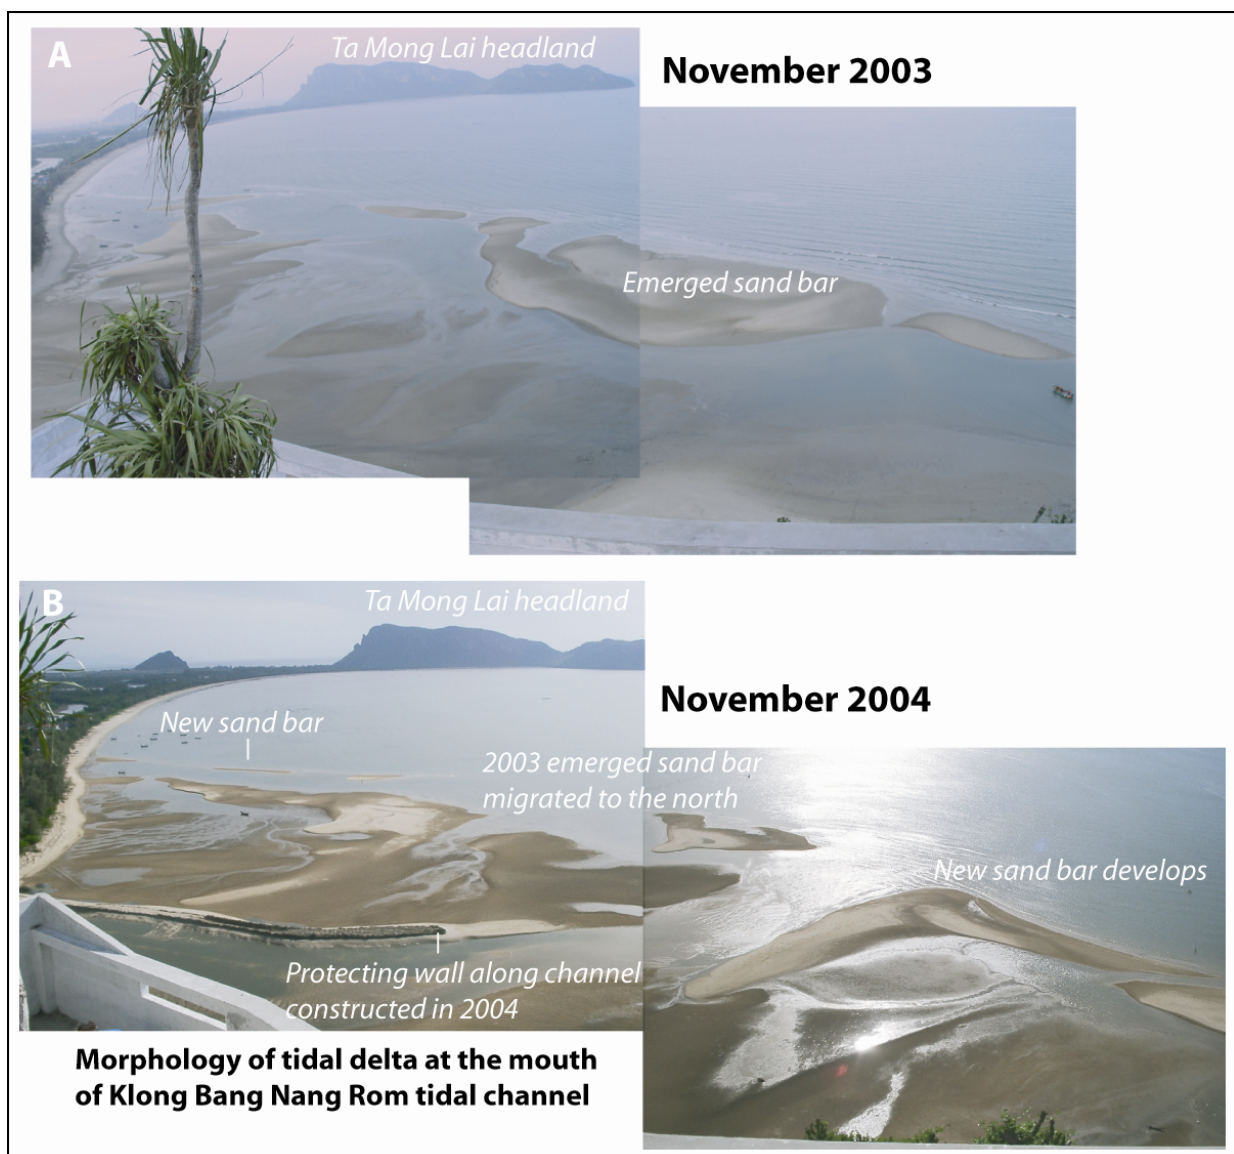 A
Ta Mong Lai headland
November 2003
Emerged sand bar
B
Ta Mong Lai headland
November 2004
New sand bar
2003 emerged sand bar
migrated to the north
New sand bar develops
Protecting wall along channel
constructed in 2004
Morphology of tidal delta at the mouth
of Klong Bang Nang Rom tidal channel